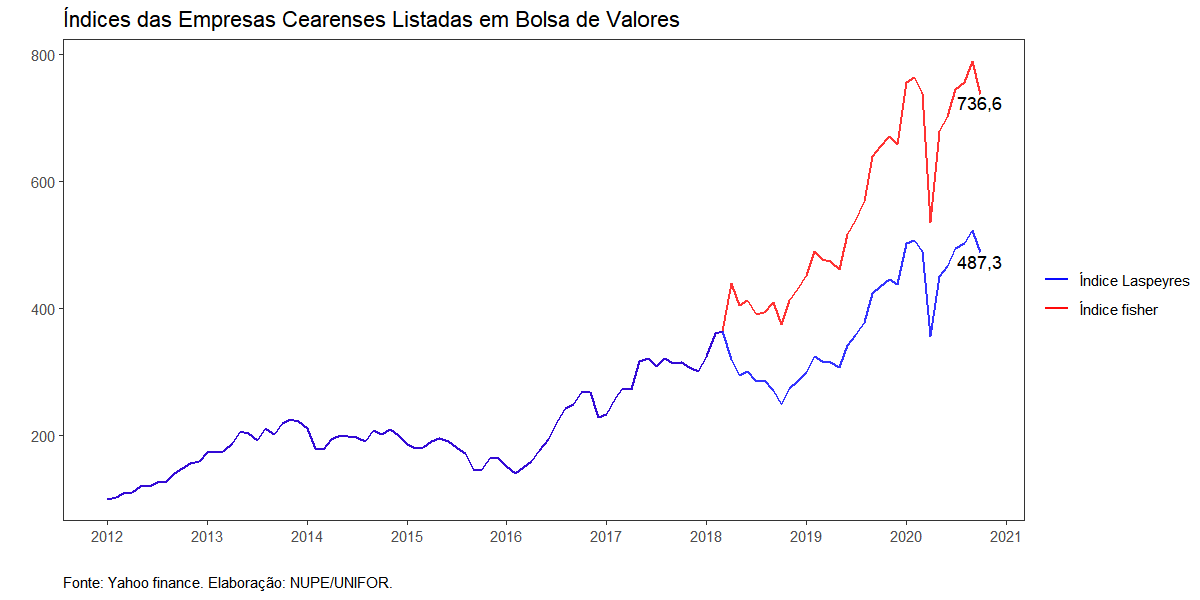 Índices das Empresas Cearenses Listadas em Bolsa de Valores
800
600
400
200
736,6
487,3
Índice Laspeyres
Índice fisher
2012 2013 2014 2015 2016 2017 2018 2019 2020 2021
Fonte: Yahoo finance. Elaboração: NUPE/UNIFOR.